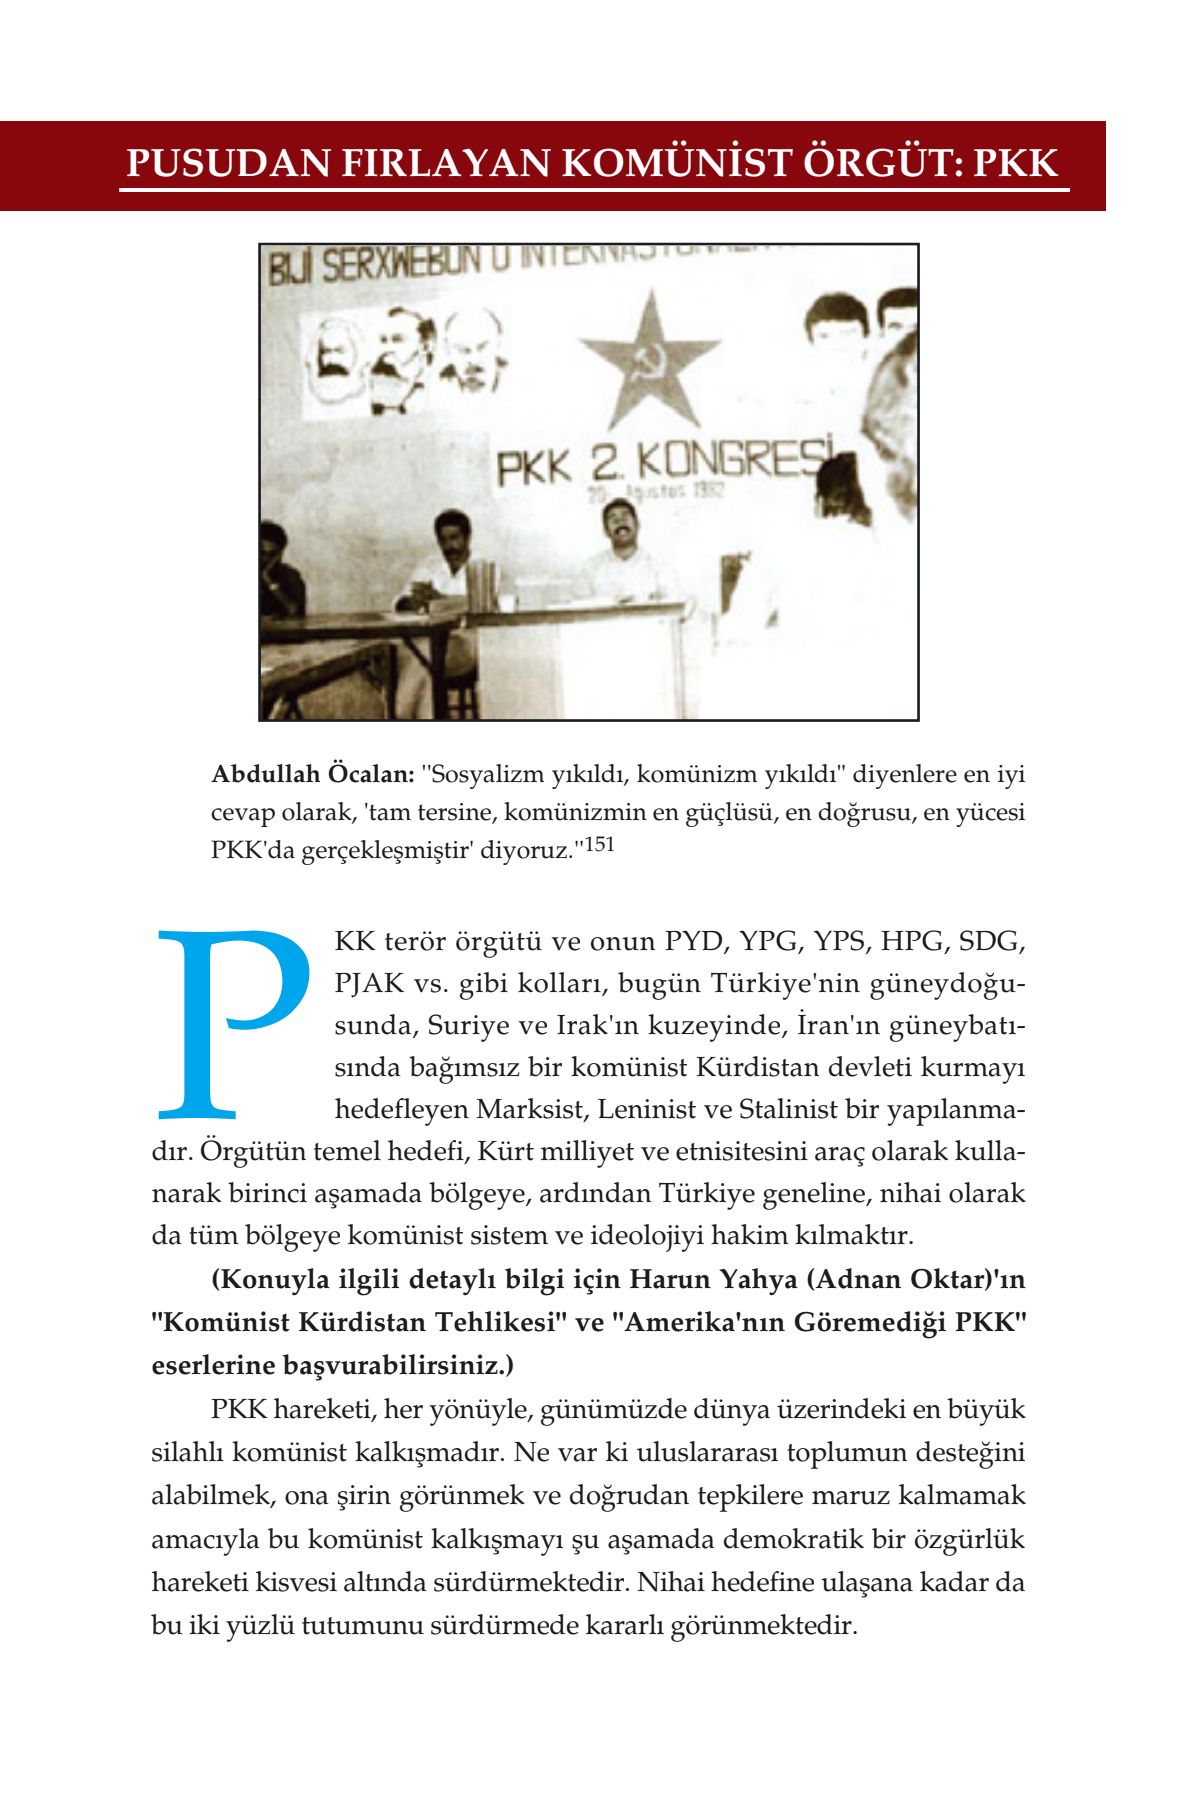 PUSUDAN FIRLAYAN KOMÜNİST ÖRGÜT: PKK
BIJI SERXWEBUN U
PKK 2. KONGRESİ
Agustos 1982
Abdullah Öcalan: "Sosyalizm yıkıldı, komünizm yıkıldı" diyenlere en iyi
cevap olarak, 'tam tersine, komünizmin en güçlüsü, en doğrusu, en yücesi
PKK'da gerçekleşmiştir' diyoruz."151
PKK terör örgütü ve onun PYD, YPG, YPS, HPG, SDG,
PJAK vs. gibi kolları, bugün Türkiye'nin güneydoğu-
sunda, Suriye ve Irak'ın kuzeyinde, İran'ın güneybatı-
sında bağımsız bir komünist Kürdistan devleti kurmayı
hedefleyen Marksist, Leninist ve Stalinist bir yapılanma-
dır. Örgütün temel hedefi, Kürt milliyet ve etnisitesini araç olarak kulla-
narak birinci aşamada bölgeye, ardından Türkiye geneline, nihai olarak
da tüm bölgeye komünist sistem ve ideolojiyi hakim kılmaktır.
(Konuyla ilgili detaylı bilgi için Harun Yahya (Adnan Oktar)'ın
"Komünist Kürdistan Tehlikesi" ve "Amerika'nın Göremediği PKK"
eserlerine başvurabilirsiniz.)
PKK hareketi, her yönüyle, günümüzde dünya üzerindeki en büyük
silahlı komünist kalkışmadır. Ne var ki uluslararası toplumun desteğini
alabilmek, ona şirin görünmek ve doğrudan tepkilere maruz kalmamak
amacıyla bu komünist kalkışmayı şu aşamada demokratik bir özgürlük
hareketi kisvesi altında sürdürmektedir. Nihai hedefine ulaşana kadar da
bu iki yüzlü tutumunu sürdürmede kararlı görünmektedir.